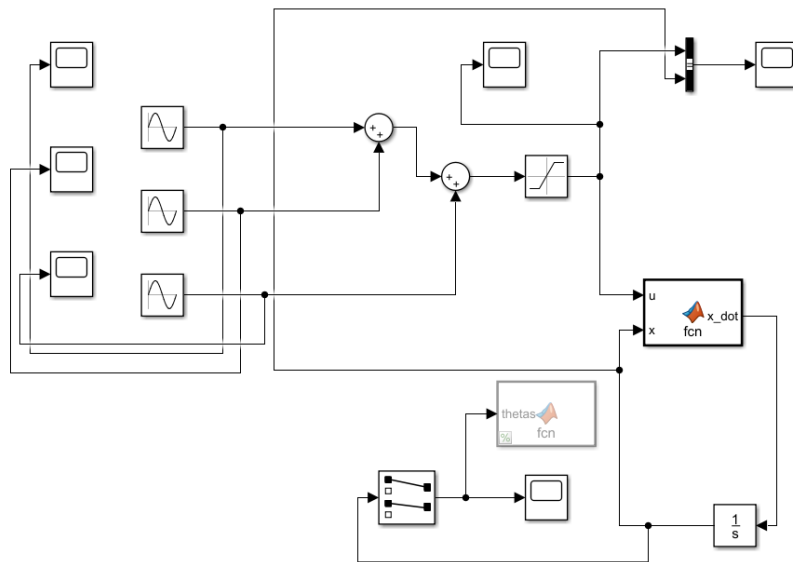 +
+
+
+
u
x_dot
x
fcn
thetas
fcn
%
1
s